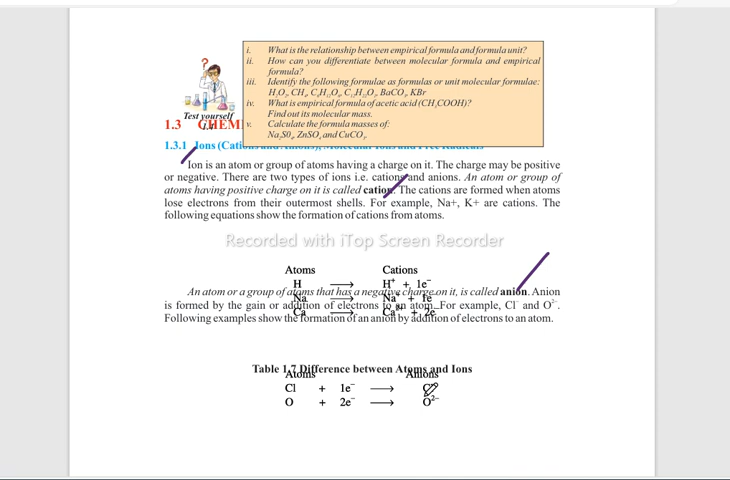 i. What is the relationship between empirical formula and formula unit?
ii. How can you differentiate between molecular formula and empirical
formula?
iii. Identify the following formulae as formulas or unit molecular formulae:
H₂O₂, CH₄, C₆H₁₂O₆, C₁₂H₂₂O₁₁, BaCO₃, KBr
iv. What is empirical formula of acetic acid (CH₃COOH)?
Find out its molecular mass.
v. Calculate the formula masses of:
Na₂SO₄, ZnSO₄ and CuCO₃.
?
Test yourself
1.3 CHEMI
1.3.1 Ions (Cati
Ion is an atom or group of atoms having a charge on it. The charge may be positive
or negative. There are two types of ions i.e. cations and anions. An atom or group of
atoms having positive charge on it is called cation. The cations are formed when atoms
lose electrons from their outermost shells. For example, Na+, K+ are cations. The
following equations show the formation of cations from atoms.
Recorded with iTop Screen Recorder
Atoms Cations
H ⟶ H⁺ + 1e⁻
An atom or a group of atoms that has a negative charge on it, is called anion. Anion
Na ⟶ Na⁺ + 1e⁻
is formed by the gain or addition of electrons to an atom. For example, Cl⁻ and O²⁻.
Ca ⟶ Ca²⁺ + 2e⁻
Following examples show the formation of an anion by addition of electrons to an atom.
Table 1.7 Difference between Atoms and Ions
Atoms Anions
Cl + 1e⁻ ⟶
O + 2e⁻ ⟶ O²⁻